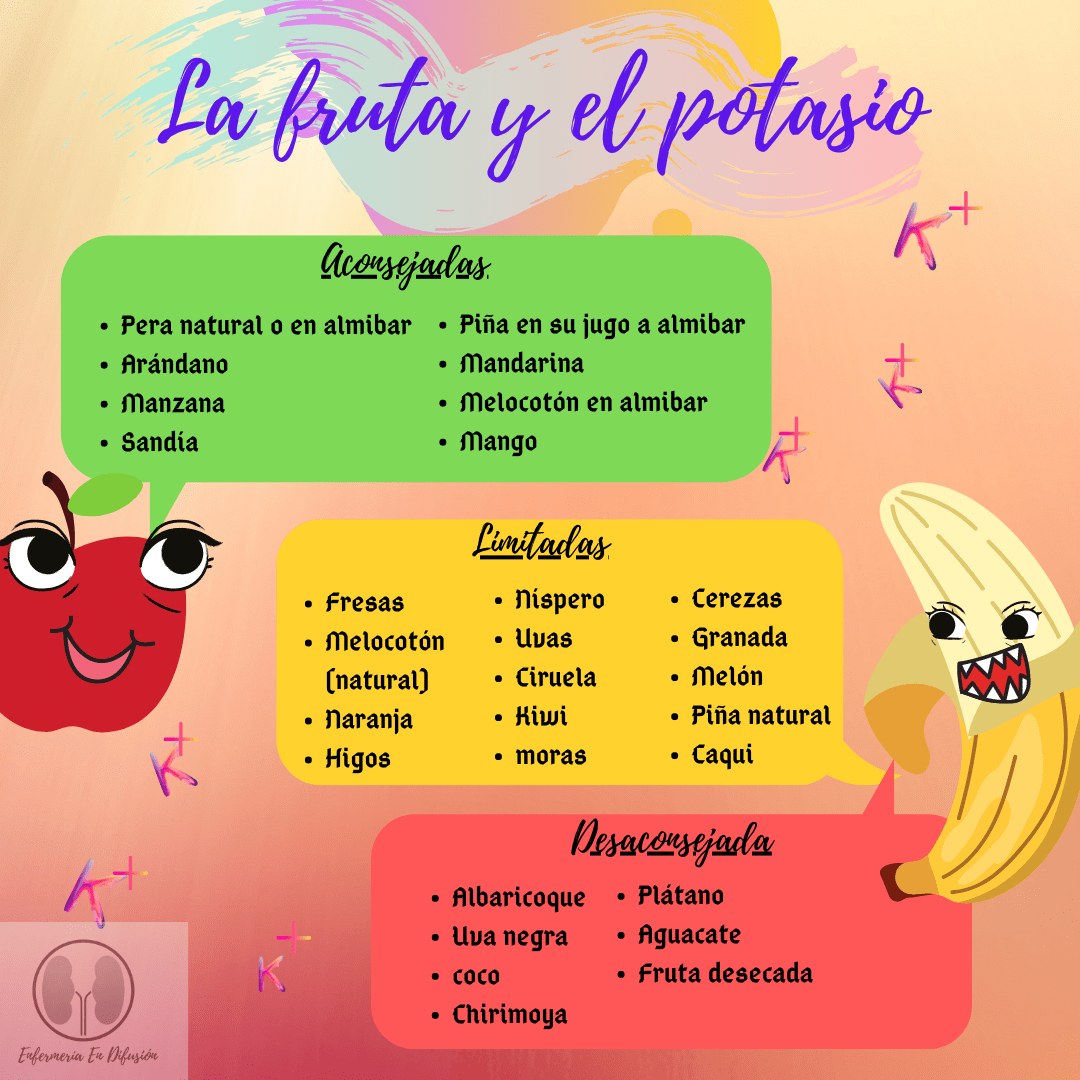 La fruta y el potasio
K+
Aconsejadas
• Pera natural o en almibar
• Arándano
• Manzana
• Sandía
• Piña en su jugo a almibar
• Mandarina
• Melocotón en almibar
• Mango
K+
K+
Limitadas
• Fresas
• Melocotón
(natural)
• Naranja
• Higos
• Níspero
• Uvas
• Ciruela
• Kiwi
• moras
• Cerezas
• Granada
• Melón
• Piña natural
• Caqui
K+
Desaconsejada
• Albaricoque
• Uva negra
• coco
• Chirimoya
• Plátano
• Aguacate
• Fruta desecada
K+
K+
Enfermería En Difusión